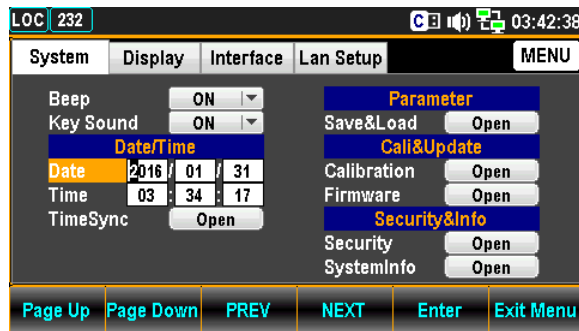 LOC 232 C 03:42:38
System Display Interface Lan Setup MENU
Beep ON
Key Sound ON
Date/Time
Date 2016 / 01 / 31
Time 03 : 34 : 17
TimeSync Open
Parameter
Save&Load Open
Cali&Update
Calibration Open
Firmware Open
Security&Info
Security Open
SystemInfo Open
Page Up Page Down PREV NEXT Enter Exit Menu